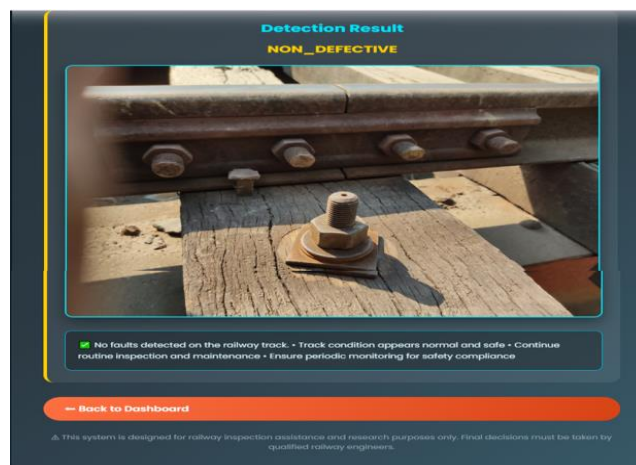 Detection Result
NON_DEFECTIVE
✅ No faults detected on the railway track. • Track condition appears normal and safe • Continue
routine inspection and maintenance • Ensure periodic monitoring for safety compliance
← Back to Dashboard
⚠ This system is designed for railway inspection assistance and research purposes only. Final decisions must be taken by
qualified railway engineers.